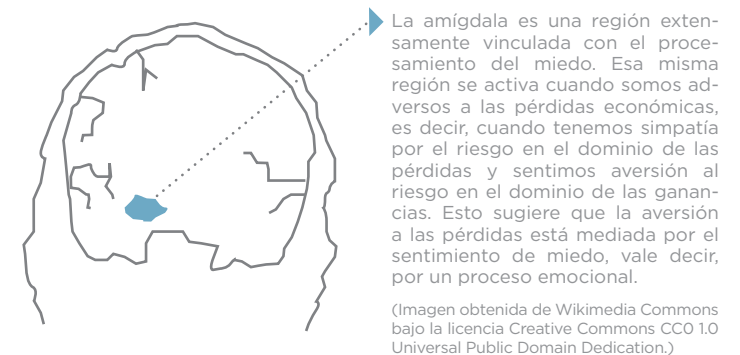 La amígdala es una región exten-
samente vinculada con el proce-
samiento del miedo. Esa misma
región se activa cuando somos ad-
versos a las pérdidas económicas,
es decir, cuando tenemos simpatía
por el riesgo en el dominio de las
pérdidas y sentimos aversión al
riesgo en el dominio de las ganan-
cias. Esto sugiere que la aversión
a las pérdidas está mediada por el
sentimiento de miedo, vale decir,
por un proceso emocional.
(Imagen obtenida de Wikimedia Commons
bajo la licencia Creative Commons CC0 1.0
Universal Public Domain Dedication.)